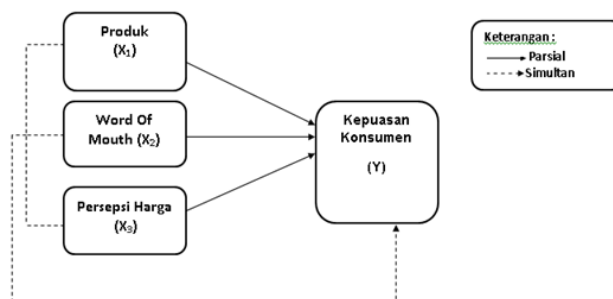 Produk
(X₁)
Word Of
Mouth (X₂)
Persepsi Harga
(X₃)
Kepuasan
Konsumen
(Y)
Keterangan :
Parsial
Simultan